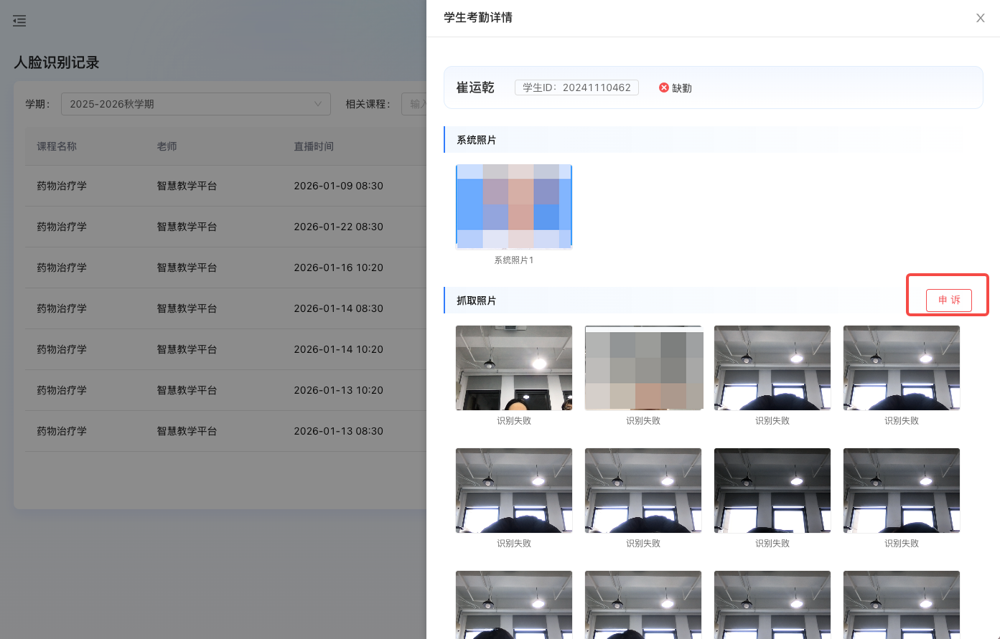 人脸识别记录
学期： 2025-2026秋学期 相关课程： 输入
课程名称 老师 直播时间
药物治疗学 智慧教学平台 2026-01-09 08:30
药物治疗学 智慧教学平台 2026-01-22 08:30
药物治疗学 智慧教学平台 2026-01-16 10:20
药物治疗学 智慧教学平台 2026-01-14 08:30
药物治疗学 智慧教学平台 2026-01-14 10:20
药物治疗学 智慧教学平台 2026-01-13 10:20
药物治疗学 智慧教学平台 2026-01-13 08:30
学生考勤详情
崔运乾 学生ID：20241110462 缺勤
系统照片
系统照片1
抓取照片 申诉
识别失败 识别失败 识别失败 识别失败
识别失败 识别失败 识别失败 识别失败